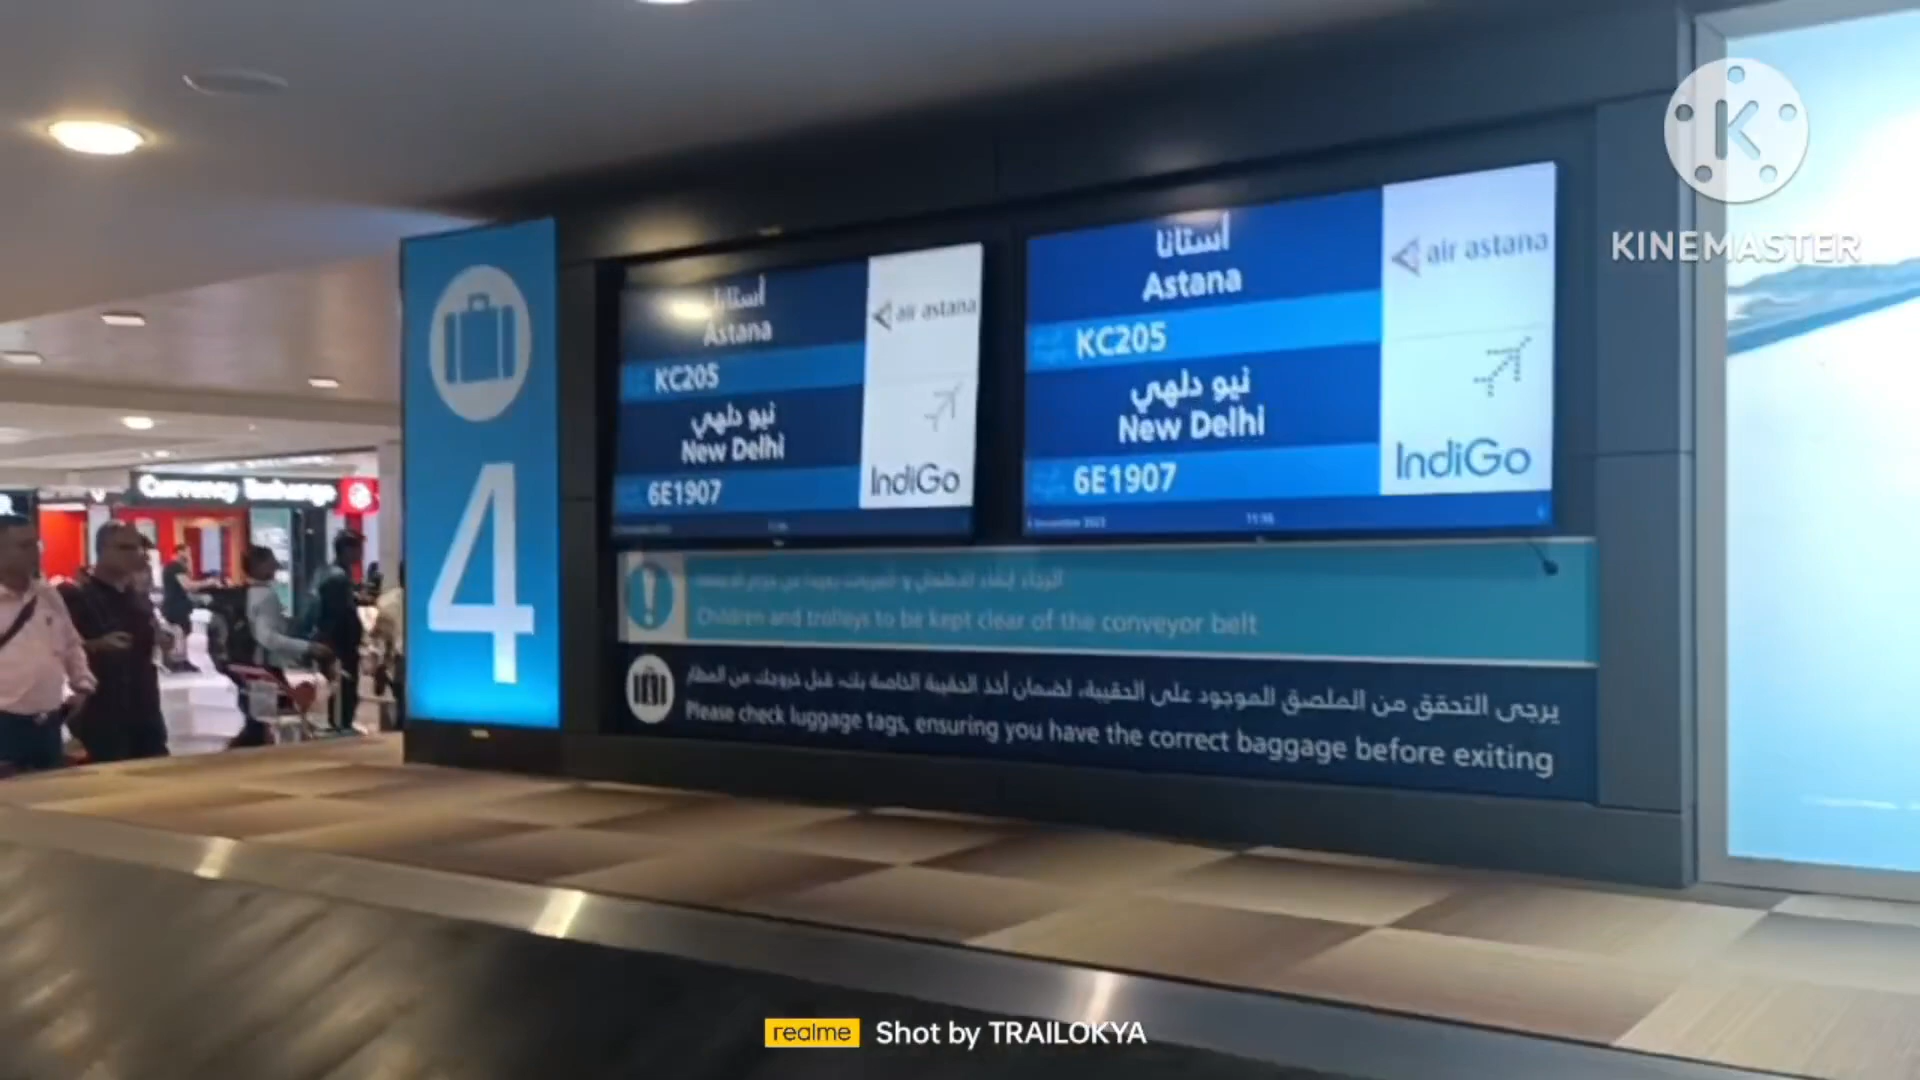 KINEMASTER
Currency Exchange
4
أستانا
Astana
KC205
نيو دلهي
New Delhi
6E1907
air astana
IndiGo
أستانا
Astana
KC205
نيو دلهي
New Delhi
6E1907
air astana
IndiGo
Children and trolleys to be kept clear of the conveyor belt
يرجى التحقق من الملصق الموجود على الحقيبة، لضمان أخذ الحقيبة الخاصة بك، قبل خروجك من المطار
Please check luggage tags, ensuring you have the correct baggage before exiting
realme Shot by TRAILOKYA